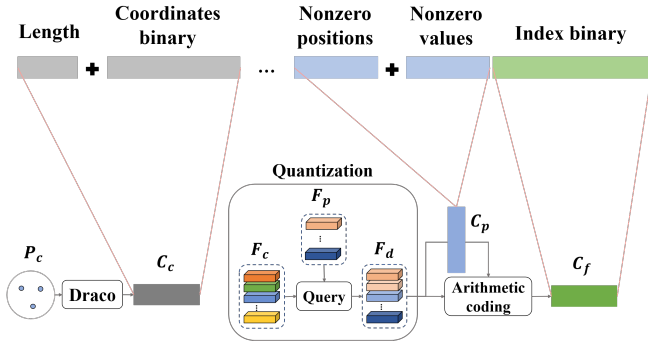 Length
Coordinates
binary
Nonzero
positions
Nonzero
values
Index binary
...
Quantization
F_p
F_c
F_d
C_p
P_c
C_c
C_f
Draco
Query
Arithmetic
coding